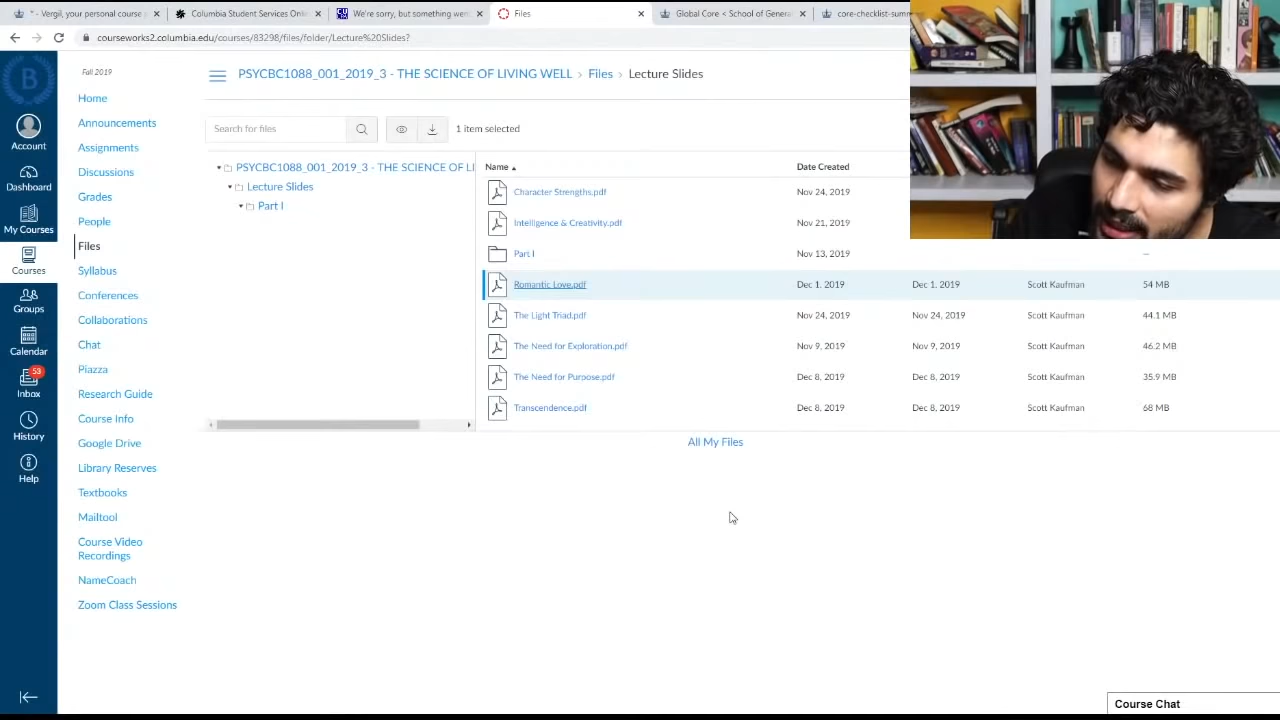 "- Vergil, your personal course
Columbia Student Services Onli
We're sorry, but something wen
Files
Global Core < School of General
core-checklist-summ
courseworks2.columbia.edu/courses/83298/files/folder/Lecture%20Slides?
B
Account
Dashboard
My Courses
Courses
Groups
Calendar
53
Inbox
History
Help
Fall 2019
Home
Announcements
Assignments
Discussions
Grades
People
Files
Syllabus
Conferences
Collaborations
Chat
Piazza
Research Guide
Course Info
Google Drive
Library Reserves
Textbooks
Mailtool
Course Video
Recordings
NameCoach
Zoom Class Sessions
PSYCBC1088_001_2019_3 - THE SCIENCE OF LIVING WELL > Files > Lecture Slides
Search for files
1 item selected
PSYCBC1088_001_2019_3 - THE SCIENCE OF LI
Lecture Slides
Part I
Name Date Created
Character Strengths.pdf Nov 24, 2019
Intelligence & Creativity.pdf Nov 21, 2019
Part I Nov 13, 2019 --
Romantic Love.pdf Dec 1, 2019 Dec 1, 2019 Scott Kaufman 54 MB
The Light Triad.pdf Nov 24, 2019 Nov 24, 2019 Scott Kaufman 44.1 MB
The Need for Exploration.pdf Nov 9, 2019 Nov 9, 2019 Scott Kaufman 46.2 MB
The Need for Purpose.pdf Dec 8, 2019 Dec 8, 2019 Scott Kaufman 35.9 MB
Transcendence.pdf Dec 8, 2019 Dec 8, 2019 Scott Kaufman 68 MB
All My Files
Course Chat